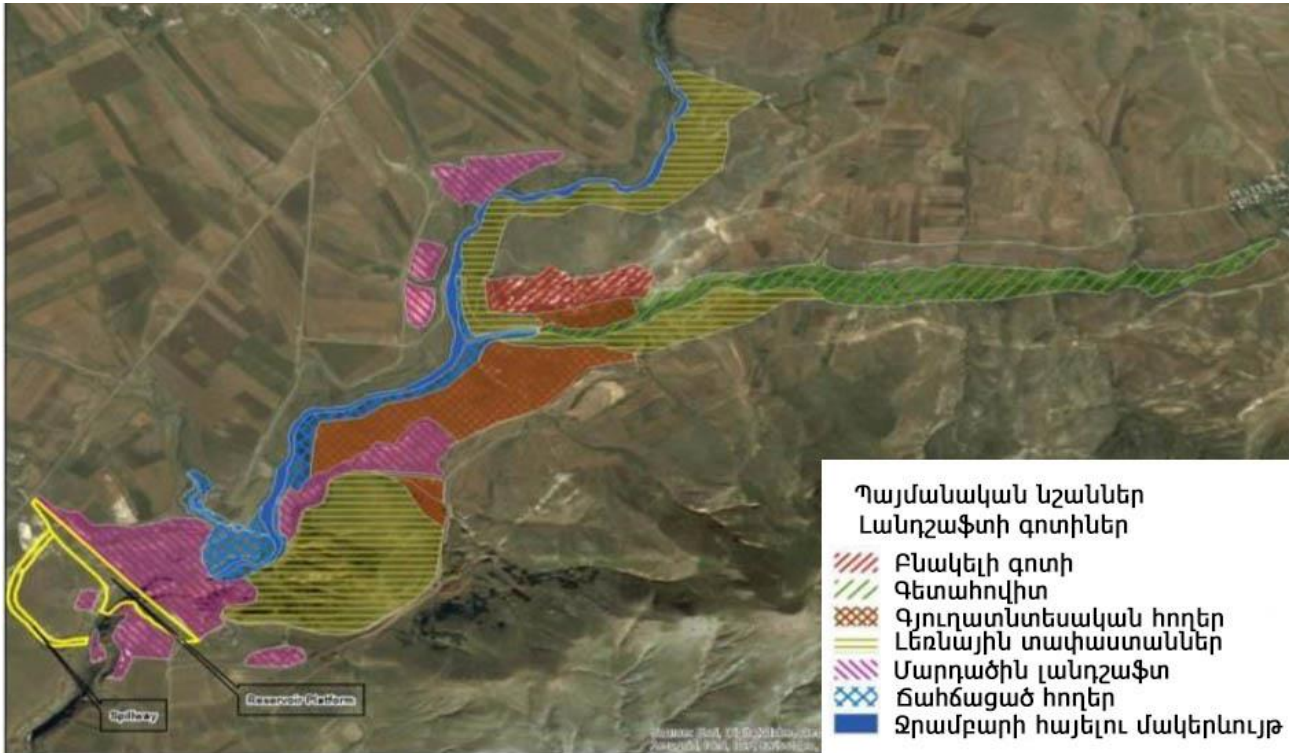 Spillway
Reservoir Platform
Պայմանական նշաններ
Լանդշաֆտի գոտիներ
Բնակելի գոտի
Գետահովիտ
Գյուղատնտեսական հողեր
Լեռնային տափաստաններ
Մարդածին լանդշաֆտ
Ճահճացած հողեր
Ջրամբարի հայելու մակերևույթ